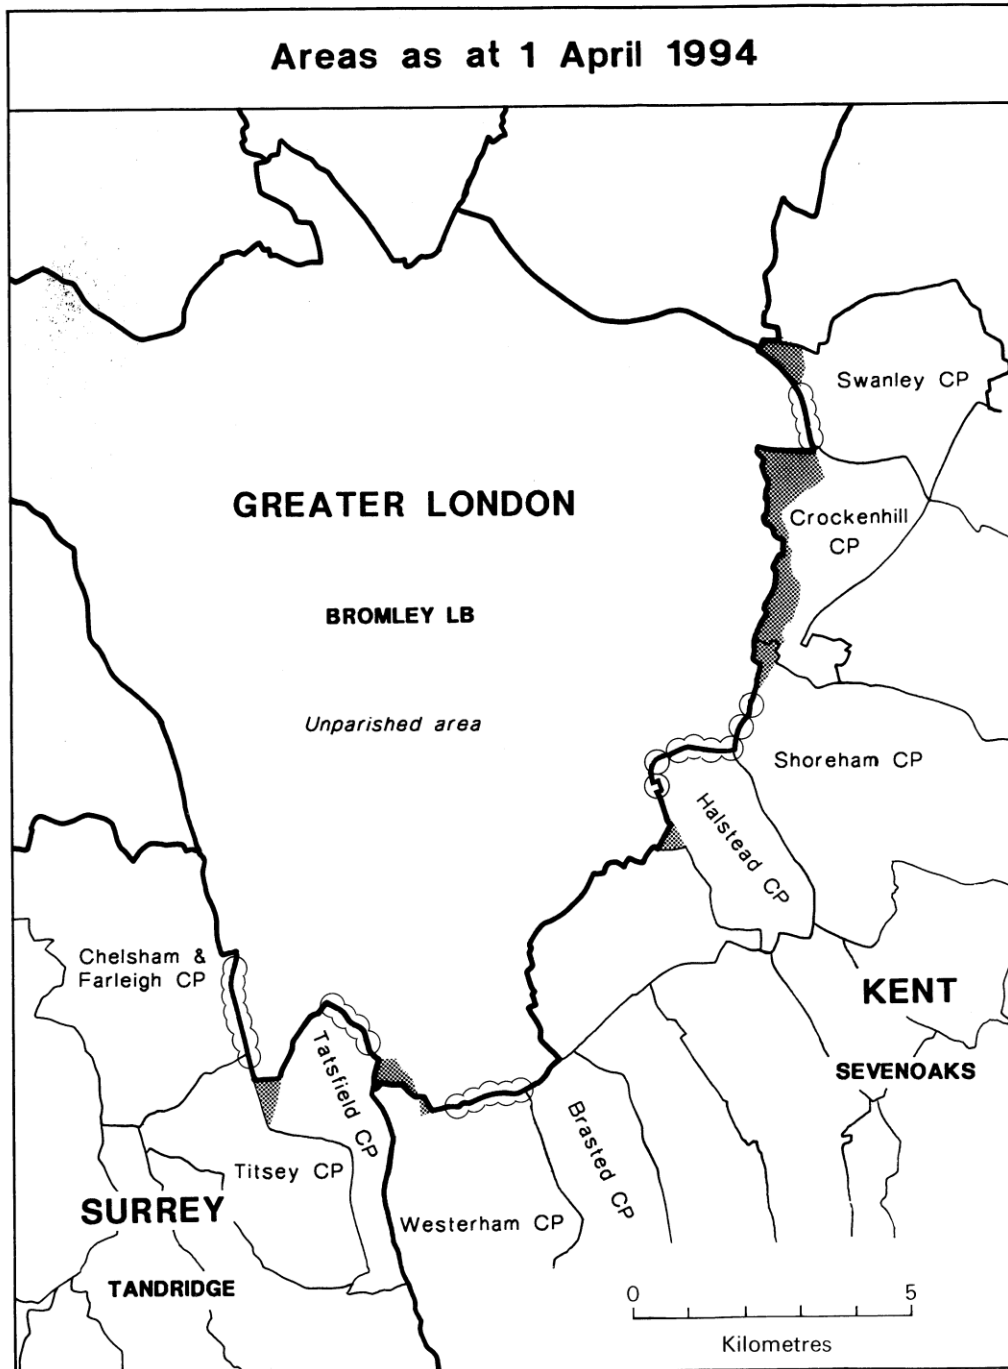 Areas as at 1 April 1994
Swanley CP
GREATER LONDON
Crockenhill
CP
BROMLEY LB
Unparished area
Shoreham CP
Halstead CP
Chelsham &
Farleigh CP
KENT
Tatsfield CP
SEVENOAKS
Brasted CP
Titsey CP
SURREY
Westerham CP
TANDRIDGE
0 5
Kilometres